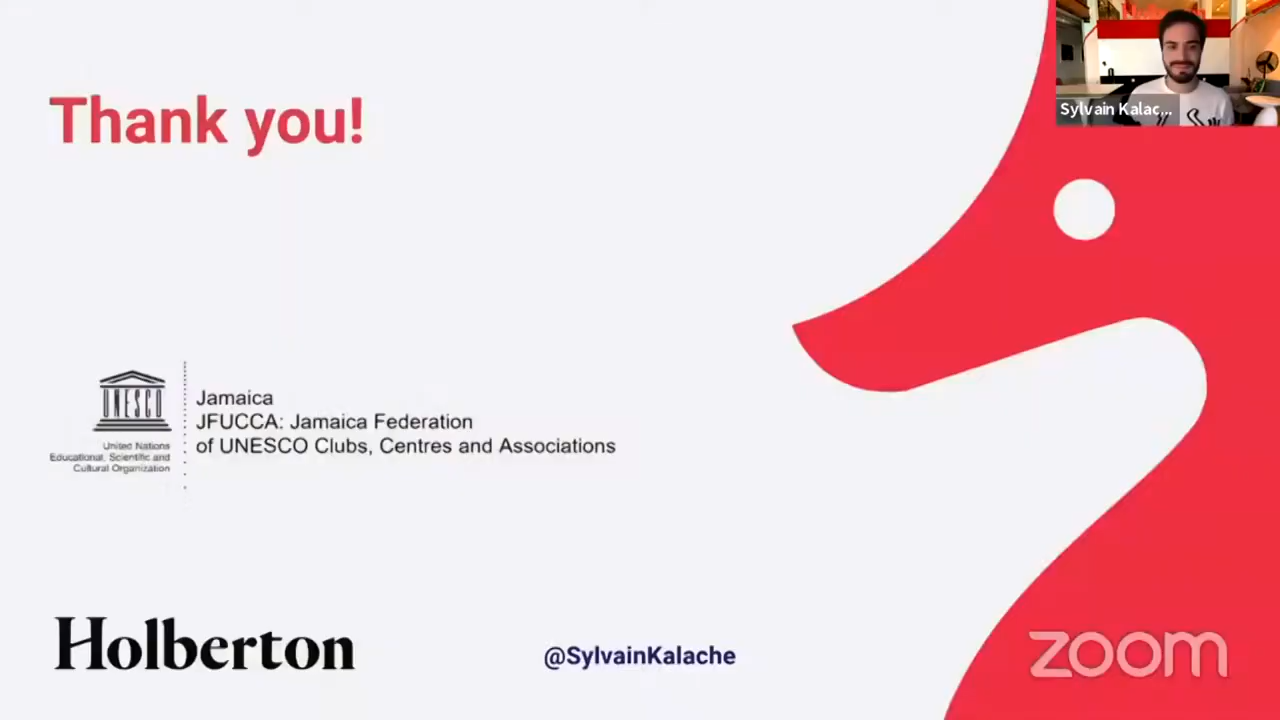 Thank you!
Sylvain Kalac...
UNESCO
United Nations
Educational, Scientific and
Cultural Organization
Jamaica
JFUCCA: Jamaica Federation
of UNESCO Clubs, Centres and Associations
Holberton
@SylvainKalache
zoom